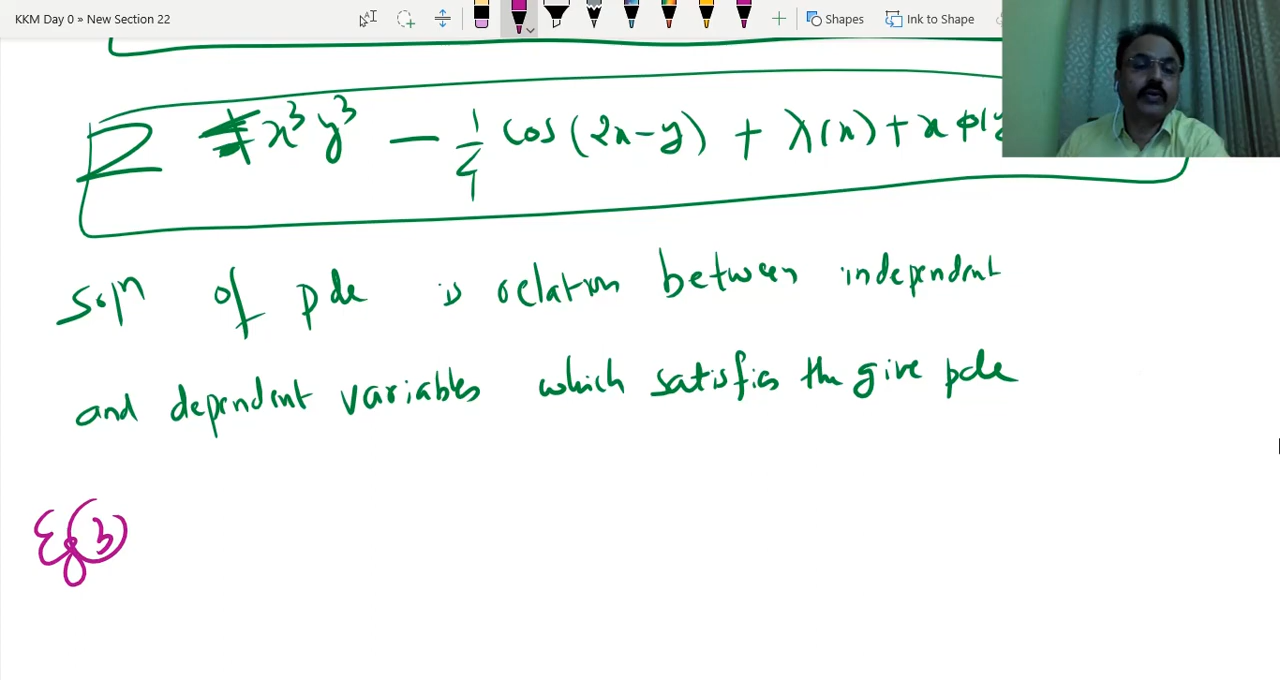 KKM Day 0 » New Section 22
Shapes
Ink to Shape
Z x³y³ - 1/4 cos(2x-y) + λ(x) + x φ(y
Soln of pde is relation between independent
and dependent variables which satisfies the give pde
Eg(3)